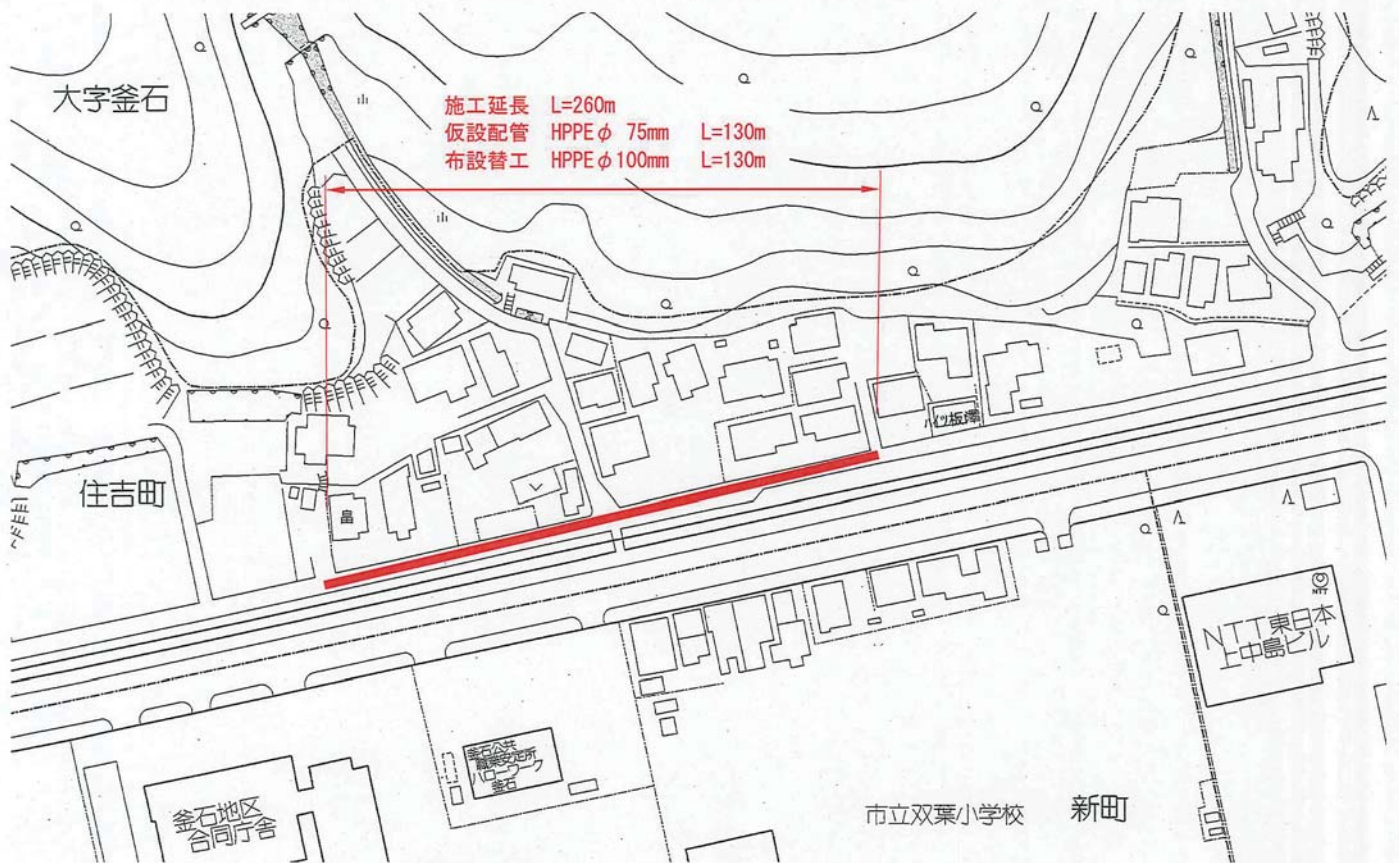 大字釜石
施工延長 L=260m
仮設配管 HPPEφ 75mm L=130m
布設替工 HPPEφ100mm L=130m
住吉町
ハイツ板澤
NTT
NTT東日本
上中島ビル
釜石公共
職業安定所
ハローワーク
釜石
釜石地区
合同庁舎
市立双葉小学校
新町